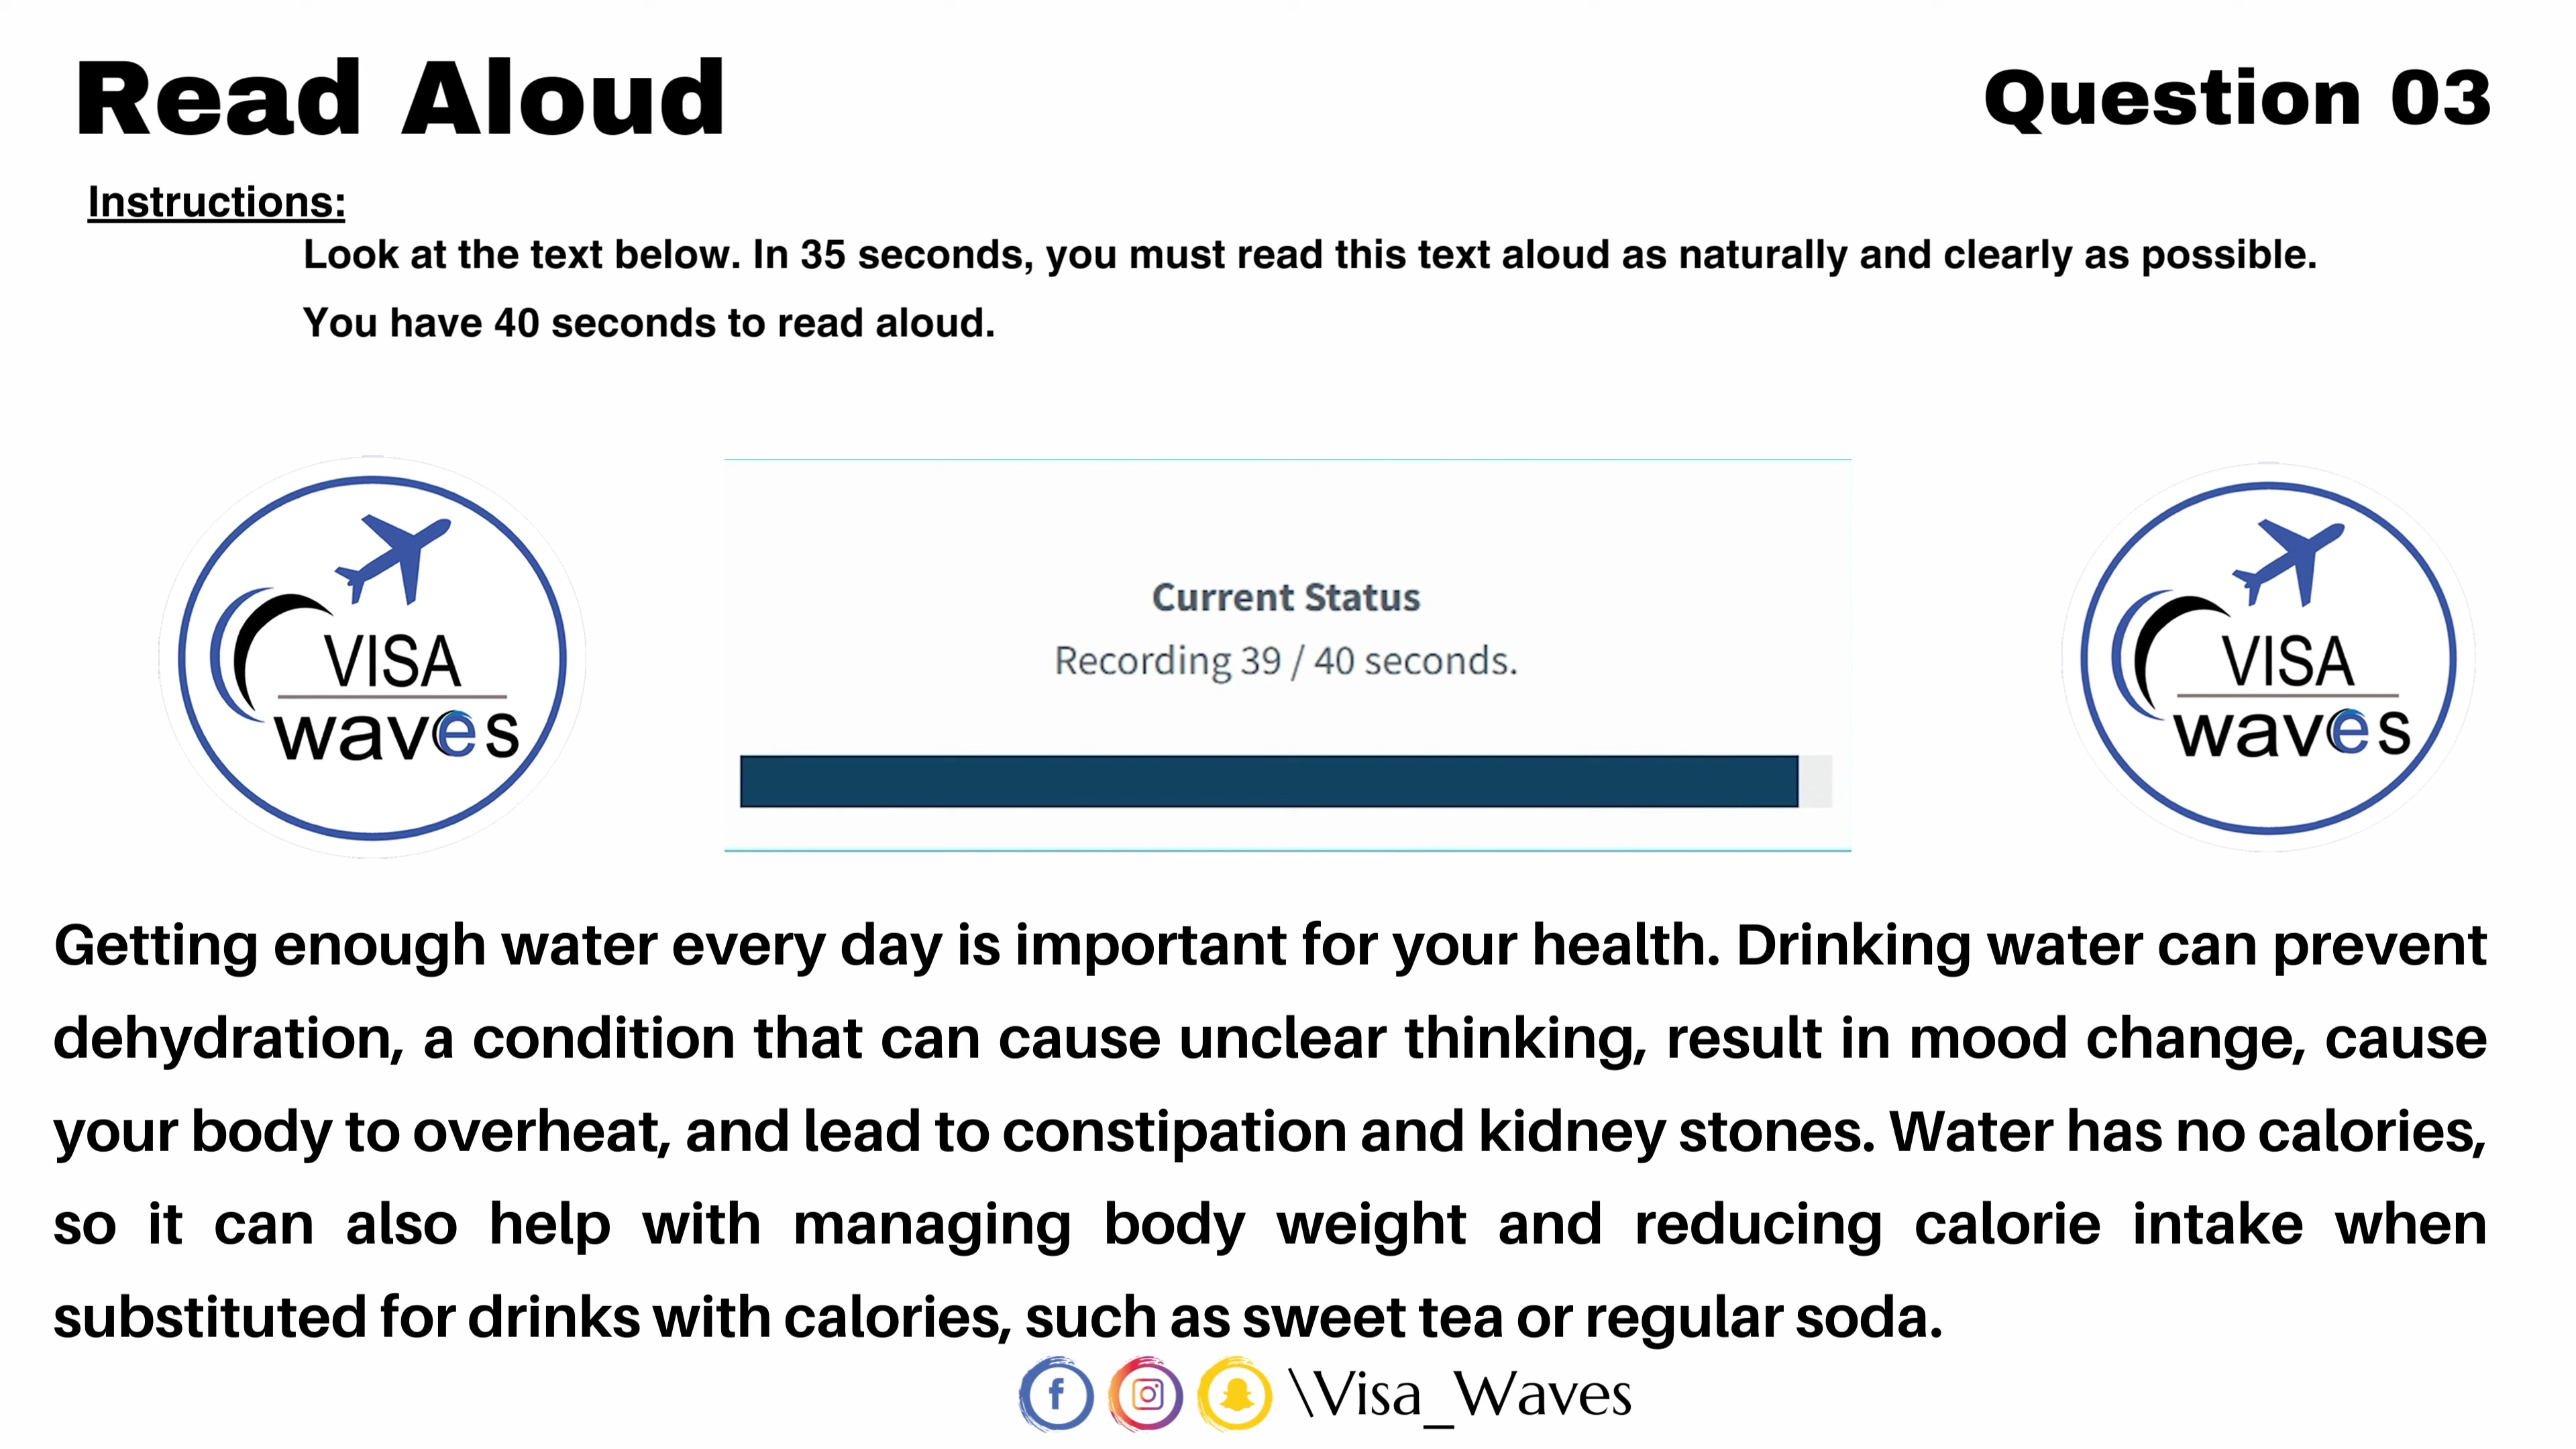 Read Aloud
Question 03
Instructions:
Look at the text below. In 35 seconds, you must read this text aloud as naturally and clearly as possible.
You have 40 seconds to read aloud.
VISA
waves
Current Status
Recording 39 / 40 seconds.
VISA
waves
Getting enough water every day is important for your health. Drinking water can prevent
dehydration, a condition that can cause unclear thinking, result in mood change, cause
your body to overheat, and lead to constipation and kidney stones. Water has no calories,
so it can also help with managing body weight and reducing calorie intake when
substituted for drinks with calories, such as sweet tea or regular soda.
\Visa_Waves